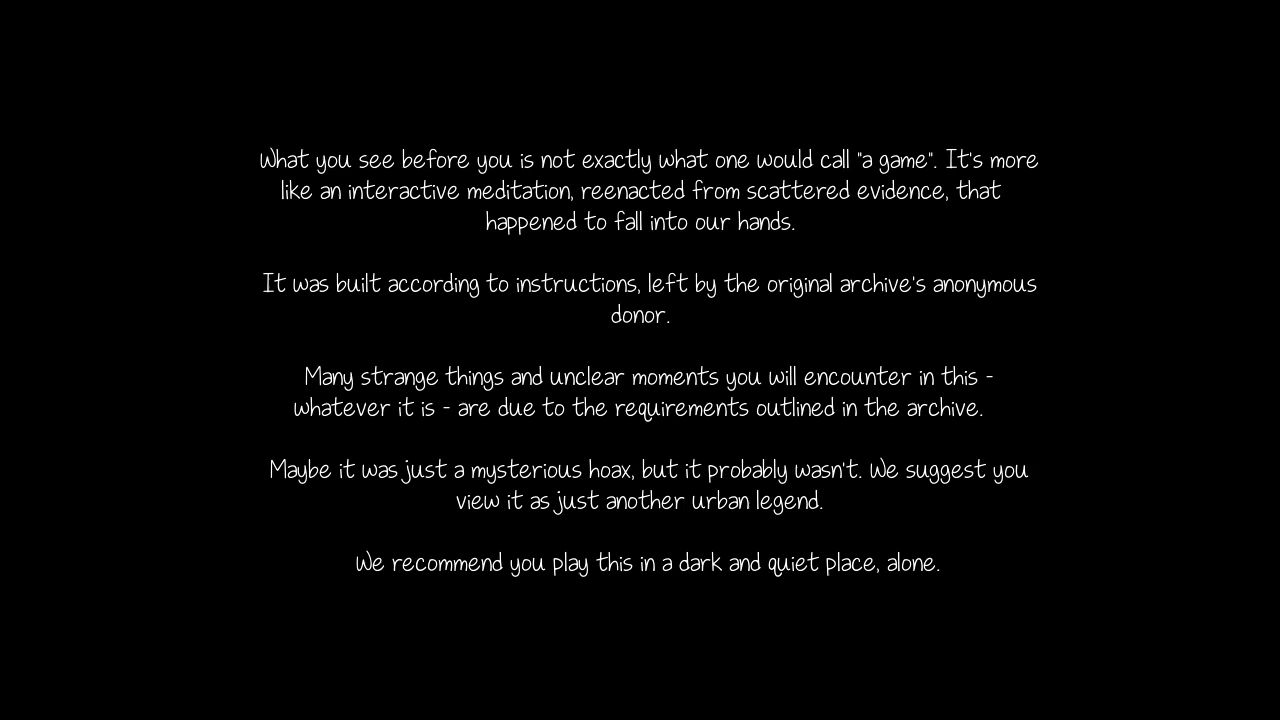 What you see before you is not exactly what one would call "a game". It's more
like an interactive meditation, reenacted from scattered evidence, that
happened to fall into our hands.
It was built according to instructions, left by the original archive's anonymous
donor.
Many strange things and unclear moments you will encounter in this -
whatever it is - are due to the requirements outlined in the archive.
Maybe it was just a mysterious hoax, but it probably wasn't. We suggest you
view it as just another urban legend.
We recommend you play this in a dark and quiet place, alone.